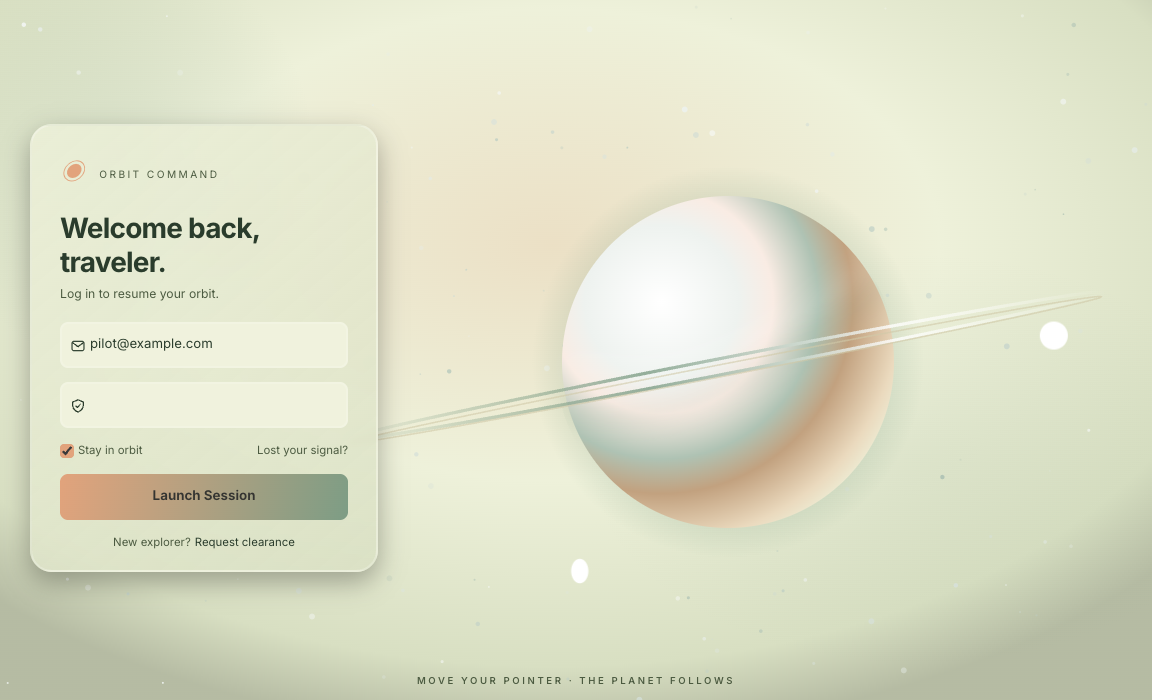 ORBIT COMMAND
Welcome back,
traveler.
Log in to resume your orbit.
pilot@example.com
Stay in orbit
Lost your signal?
Launch Session
New explorer? Request clearance
MOVE YOUR POINTER · THE PLANET FOLLOWS